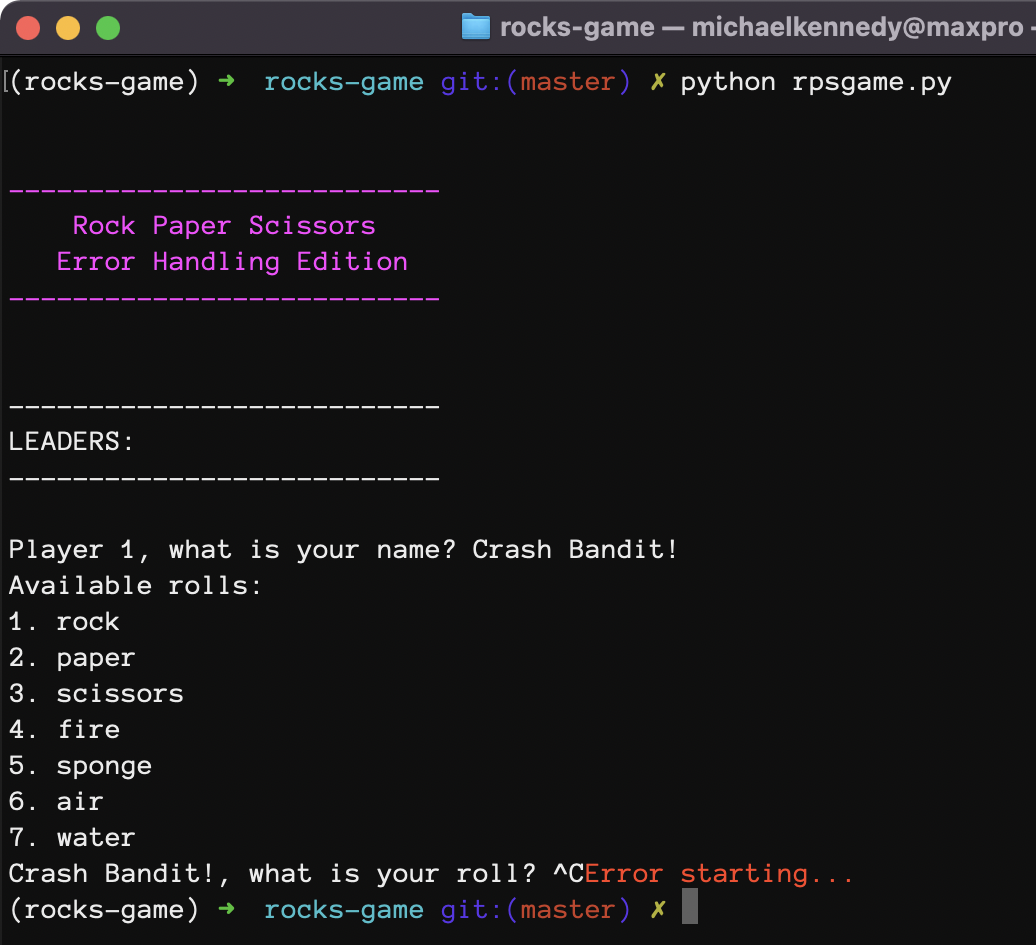 rocks-game — michaelkennedy@maxpro -
[(rocks-game) ➜  rocks-game git:(master) ✗ python rpsgame.py
---------------------------
    Rock Paper Scissors
   Error Handling Edition
---------------------------
---------------------------
LEADERS:
---------------------------
Player 1, what is your name? Crash Bandit!
Available rolls:
1. rock
2. paper
3. scissors
4. fire
5. sponge
6. air
7. water
Crash Bandit!, what is your roll? ^CError starting...
(rocks-game) ➜  rocks-game git:(master) ✗